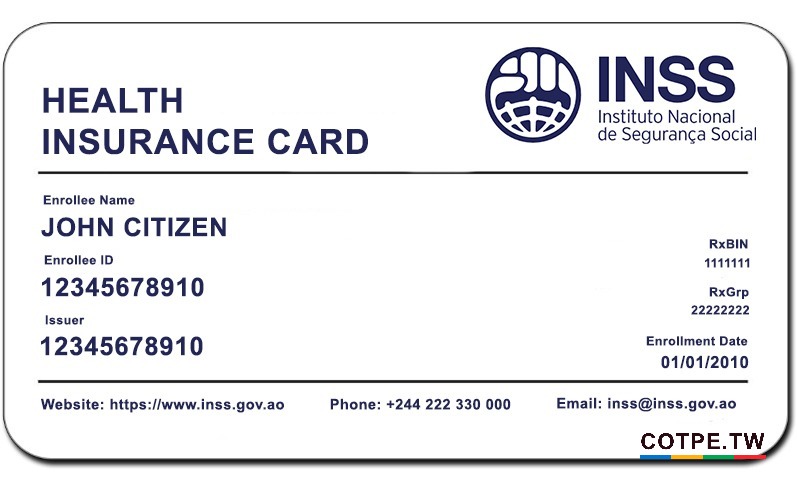 HEALTH
INSURANCE CARD
INSS
Instituto Nacional
de Segurança Social
Enrollee Name
JOHN CITIZEN
Enrollee ID
12345678910
Issuer
12345678910
RxBIN
1111111
RxGrp
22222222
Enrollment Date
01/01/2010
Website: https://www.inss.gov.ao
Phone: +244 222 330 000
Email: inss@inss.gov.ao
COTPE.TW